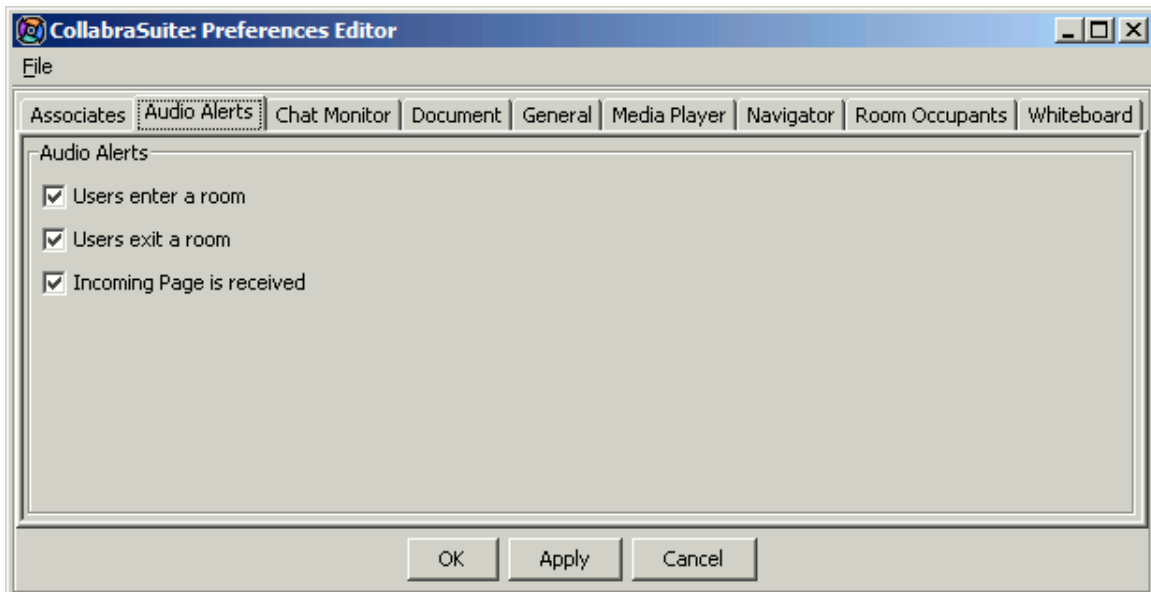 CollabraSuite: Preferences Editor
File
Associates Audio Alerts Chat Monitor Document General Media Player Navigator Room Occupants Whiteboard
Audio Alerts
Users enter a room
Users exit a room
Incoming Page is received
OK Apply Cancel